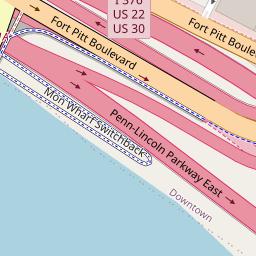 I 376
US 22
US 30
Fort Pitt Boulevard
Fort Pitt Boule
Mon Wharf Switchback
Penn-Lincoln Parkway East
Downtown